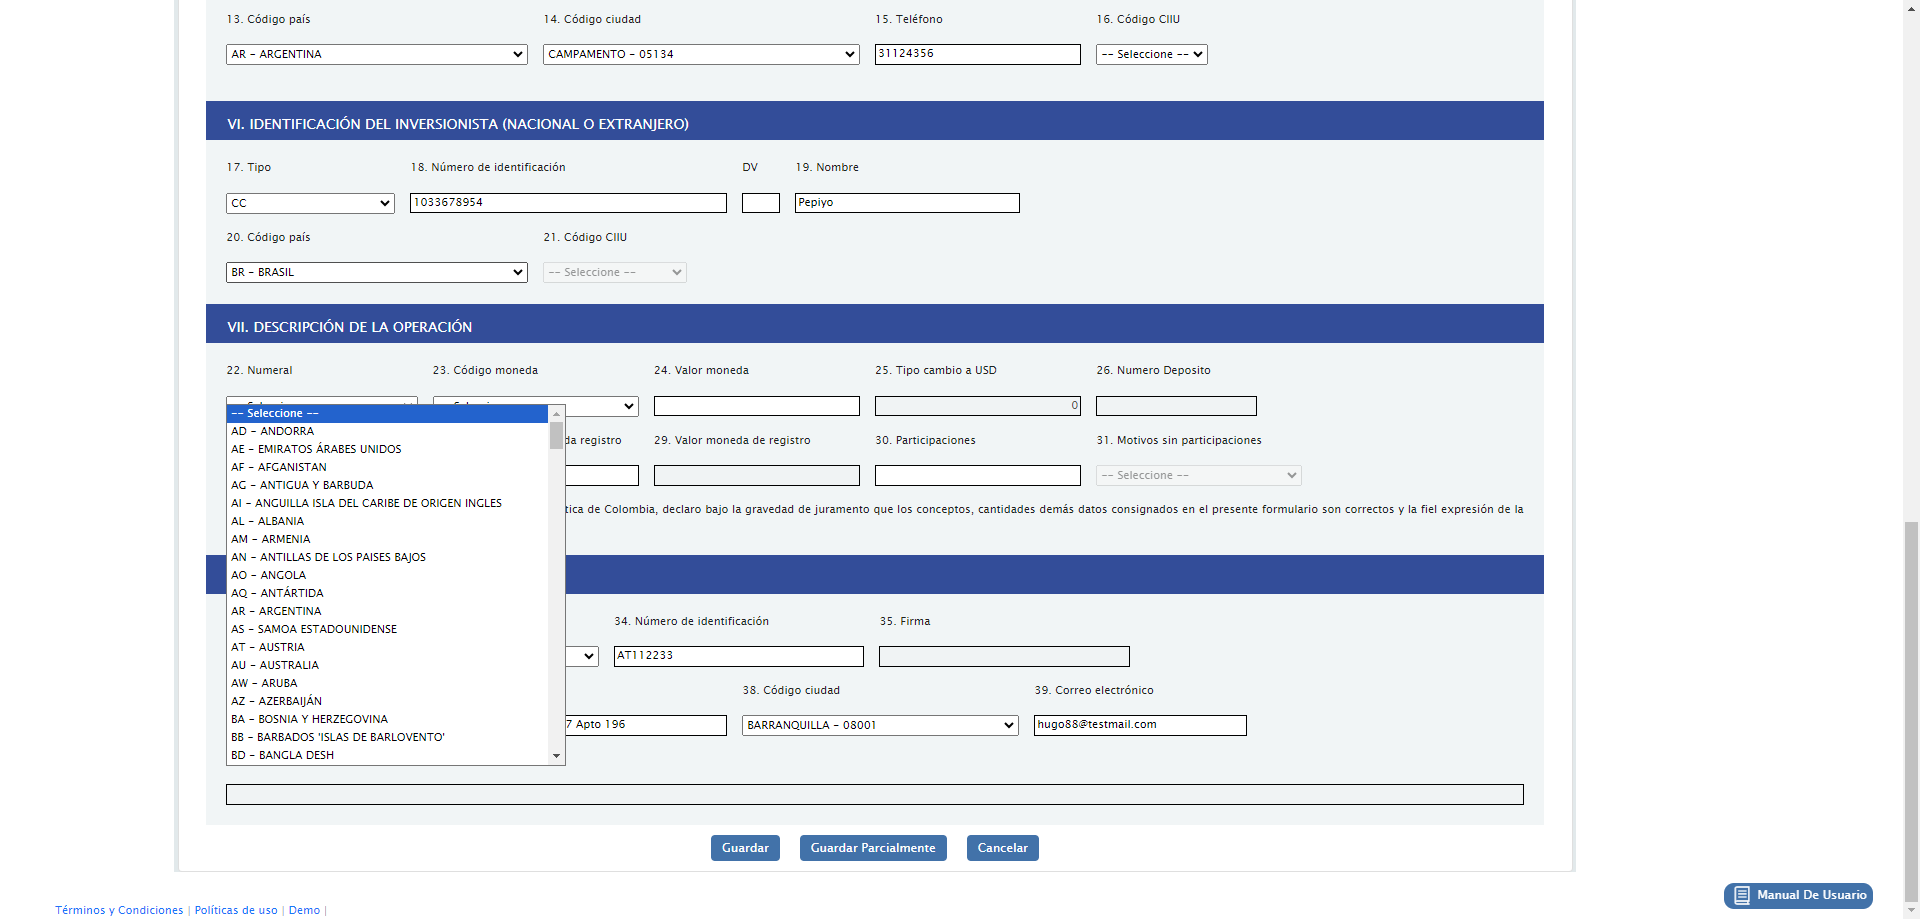 13. Código país 14. Código ciudad 15. Teléfono 16. Código CIIU
AR - ARGENTINA CAMPAMENTO - 05134 31124356 -- Seleccione --
VI. IDENTIFICACIÓN DEL INVERSIONISTA (NACIONAL O EXTRANJERO)
17. Tipo 18. Número de identificación DV 19. Nombre
CC 1033678954 Pepiyo
20. Código país 21. Código CIIU
BR - BRASIL -- Seleccione --
VII. DESCRIPCIÓN DE LA OPERACIÓN
22. Numeral 23. Código moneda 24. Valor moneda 25. Tipo cambio a USD 26. Numero Deposito
0
-- Seleccione --
AD - ANDORRA
da registro 29. Valor moneda de registro 30. Participaciones 31. Motivos sin participaciones
AE - EMIRATOS ÁRABES UNIDOS
AF - AFGANISTAN
-- Seleccione --
AG - ANTIGUA Y BARBUDA
AI - ANGUILLA ISLA DEL CARIBE DE ORIGEN INGLES
tica de Colombia, declaro bajo la gravedad de juramento que los conceptos, cantidades demás datos consignados en el presente formulario son correctos y la fiel expresión de la
AL - ALBANIA
AM - ARMENIA
AN - ANTILLAS DE LOS PAISES BAJOS
AO - ANGOLA
AQ - ANTÁRTIDA
AR - ARGENTINA
34. Número de identificación 35. Firma
AS - SAMOA ESTADOUNIDENSE
AT - AUSTRIA
AT112233
AU - AUSTRALIA
AW - ARUBA
38. Código ciudad 39. Correo electrónico
AZ - AZERBAIJÁN
BA - BOSNIA Y HERZEGOVINA
7 Apto 196 BARRANQUILLA - 08001 hugo88@testmail.com
BB - BARBADOS 'ISLAS DE BARLOVENTO'
BD - BANGLA DESH
Guardar Guardar Parcialmente Cancelar
Manual De Usuario
Términos y Condiciones | Políticas de uso | Demo |